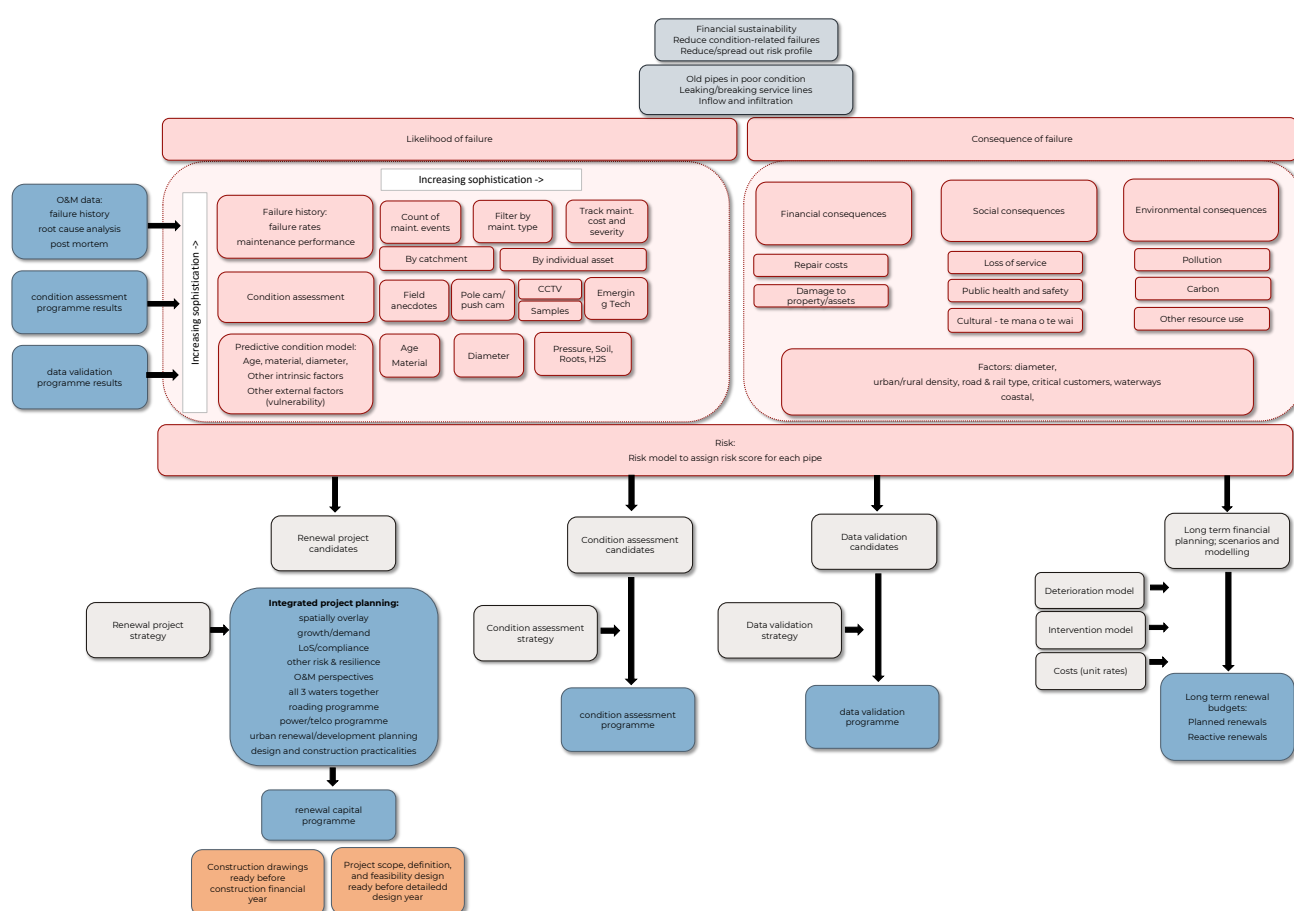 Financial sustainability
Reduce condition-related failures
Reduce/spread out risk profile
Old pipes in poor condition
Leaking/breaking service lines
Inflow and infiltration
Likelihood of failure
Consequence of failure
Increasing sophistication ->
Increasing sophistication ->
O&M data:
failure history
root cause analysis
post mortem
condition assessment
programme results
data validation
programme results
Failure history:
failure rates
maintenance performance
Count of
maint. events
Filter by
maint. type
Track maint.
cost and
severity
By catchment
By individual asset
Condition assessment
Field
anecdotes
Pole cam/
push cam
CCTV
Samples
Emergin
g Tech
Predictive condition model:
Age, material, diameter,
Other intrinsic factors
Other external factors
(vulnerability)
Age
Material
Diameter
Pressure, Soil,
Roots, H2S
Financial consequences
Social consequences
Environmental consequences
Repair costs
Damage to
property/assets
Loss of service
Public health and safety
Cultural - te mana o te wai
Pollution
Carbon
Other resource use
Factors: diameter,
urban/rural density, road & rail type, critical customers, waterways
coastal,
Risk:
Risk model to assign risk score for each pipe
Renewal project
candidates
Condition assessment
candidates
Data validation
candidates
Long term financial
planning; scenarios and
modelling
Renewal project
strategy
Integrated project planning:
spatially overlay
growth/demand
LoS/compliance
other risk & resilience
O&M perspectives
all 3 waters together
roading programme
power/telco programme
urban renewal/development planning
design and construction practicalities
Condition assessment
strategy
Data validation
strategy
Deterioration model
Intervention model
Costs (unit rates)
condition assessment
programme
data validation
programme
Long term renewal
budgets:
Planned renewals
Reactive renewals
renewal capital
programme
Construction drawings
ready before
construction financial
year
Project scope, definition,
and feasibility design
ready before detailedd
design year